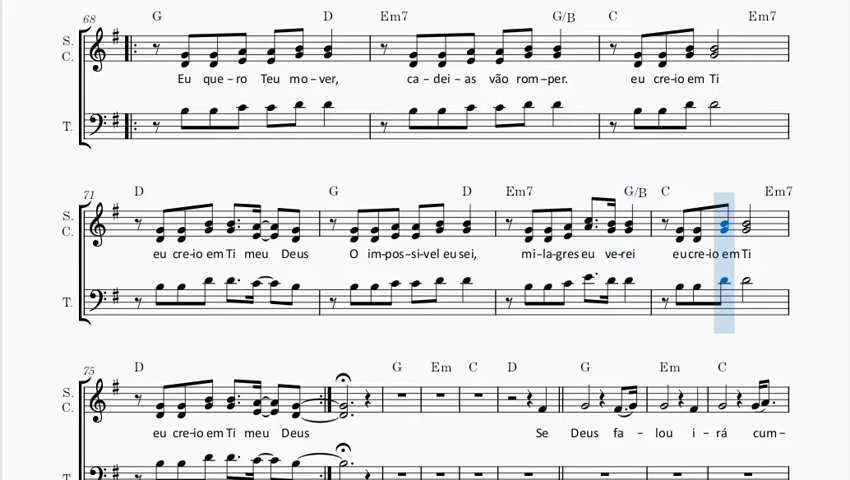 68 G D Em7 G/B C Em7
S.
C.
Eu que-ro Teu mo-ver, ca-dei-as vão rom-per. eu cre-io em Ti
T.
71 D G D Em7 G/B C Em7
S.
C.
eu cre-io em Ti meu Deus O im-pos-si-vel eu sei, mi-la-gres eu ve-rei eu cre-io em Ti
T.
75 D G Em C D G Em C
S.
C.
eu cre-io em Ti meu Deus Se Deus fa-lou i-rá cum-
T.